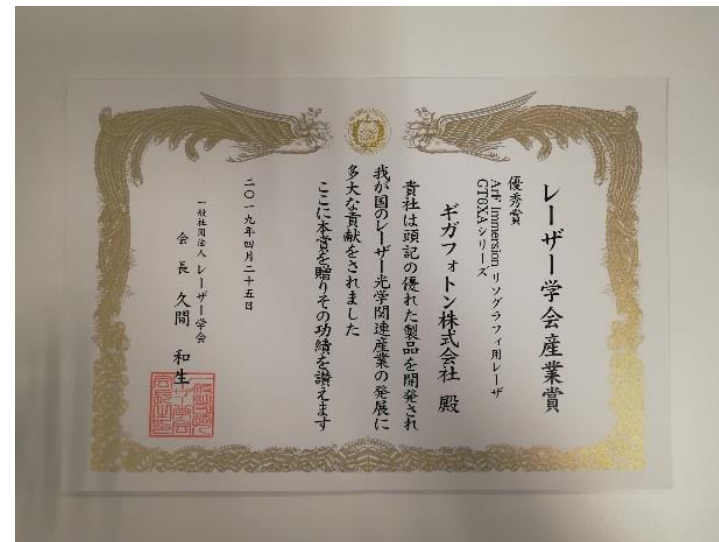 レーザー学会産業賞
優秀賞
ArF Immersion リソグラフィ用レーザ
GT6XAシリーズ
ギガフォトン株式会社 殿
貴社は頭記の優れた製品を開発され
我が国のレーザー光学関連産業の発展に
多大な貢献をされました
ここに本賞を贈りその功績を讃えます
二〇一九年四月二十五日
一般社団法人 レーザー学会
会長 久間 和生